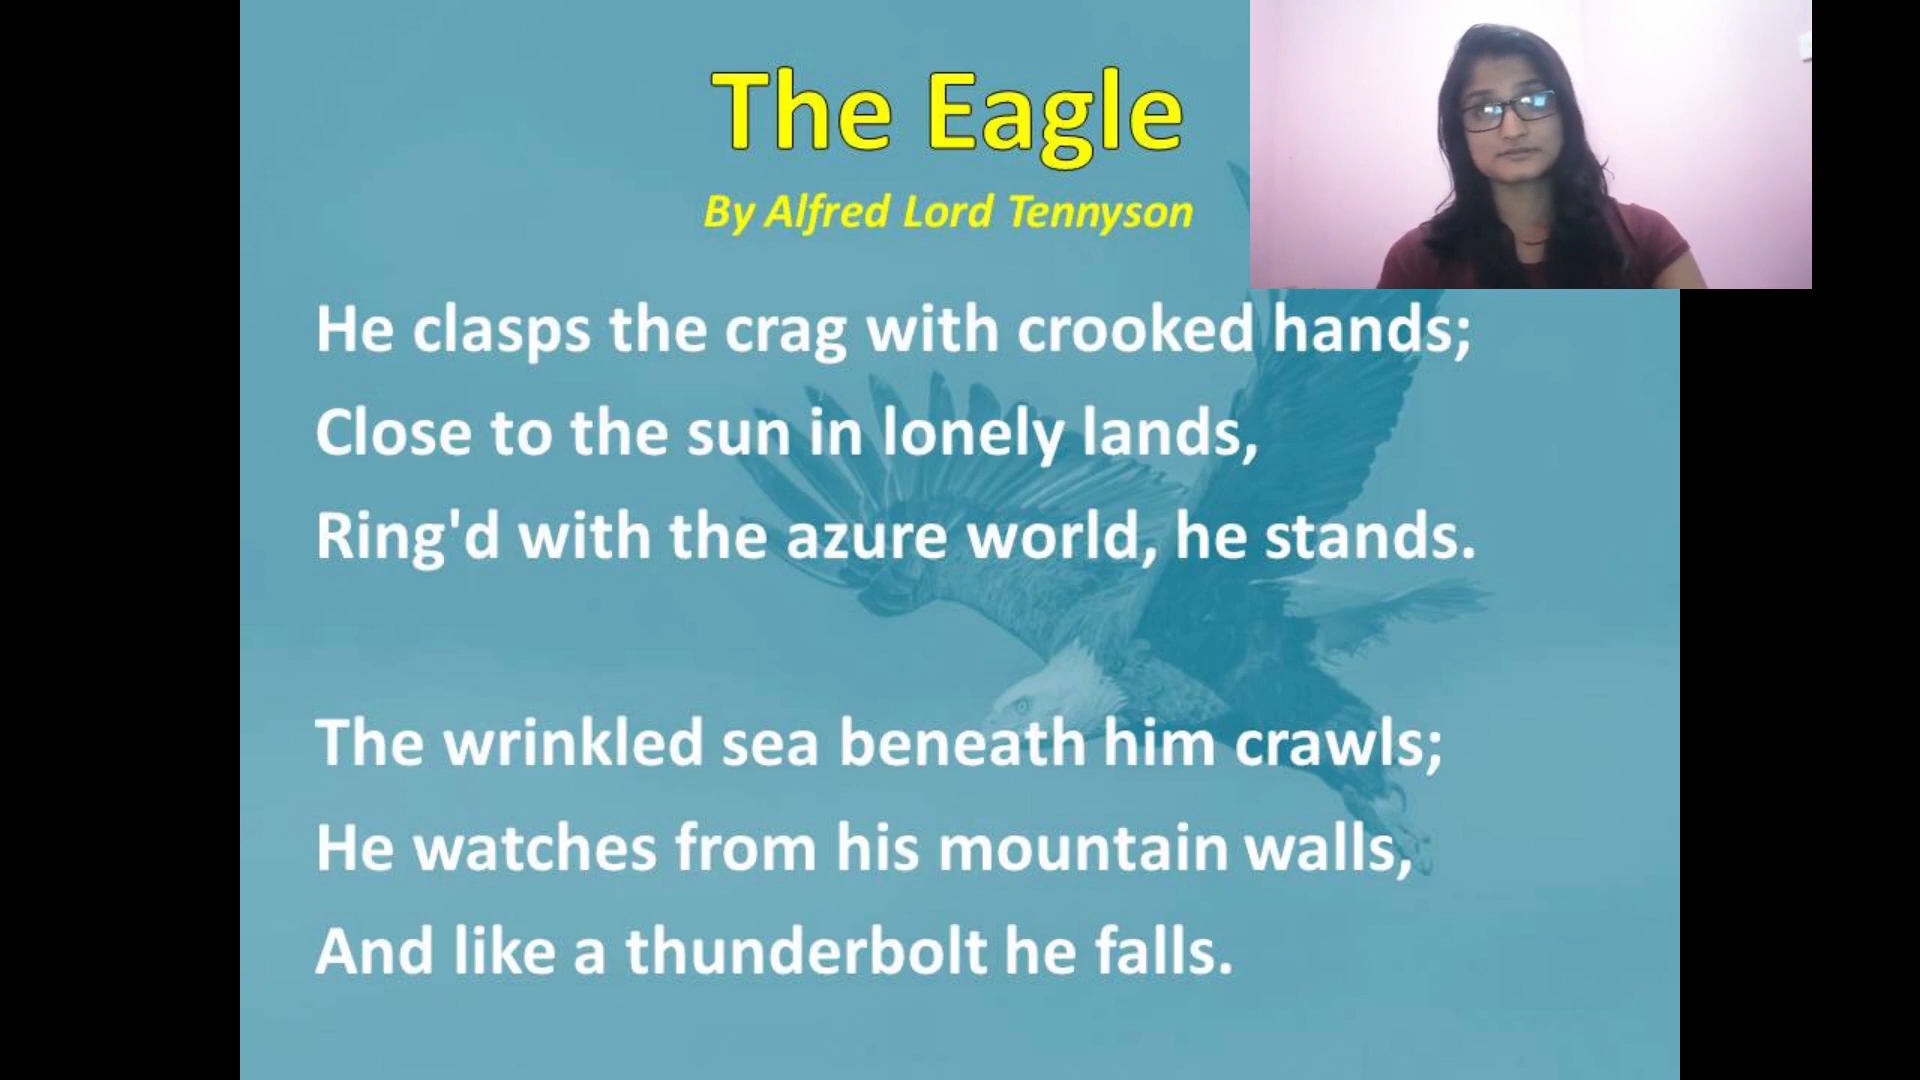 The Eagle
By Alfred Lord Tennyson
He clasps the crag with crooked hands;
Close to the sun in lonely lands,
Ring'd with the azure world, he stands.
The wrinkled sea beneath him crawls;
He watches from his mountain walls,
And like a thunderbolt he falls.